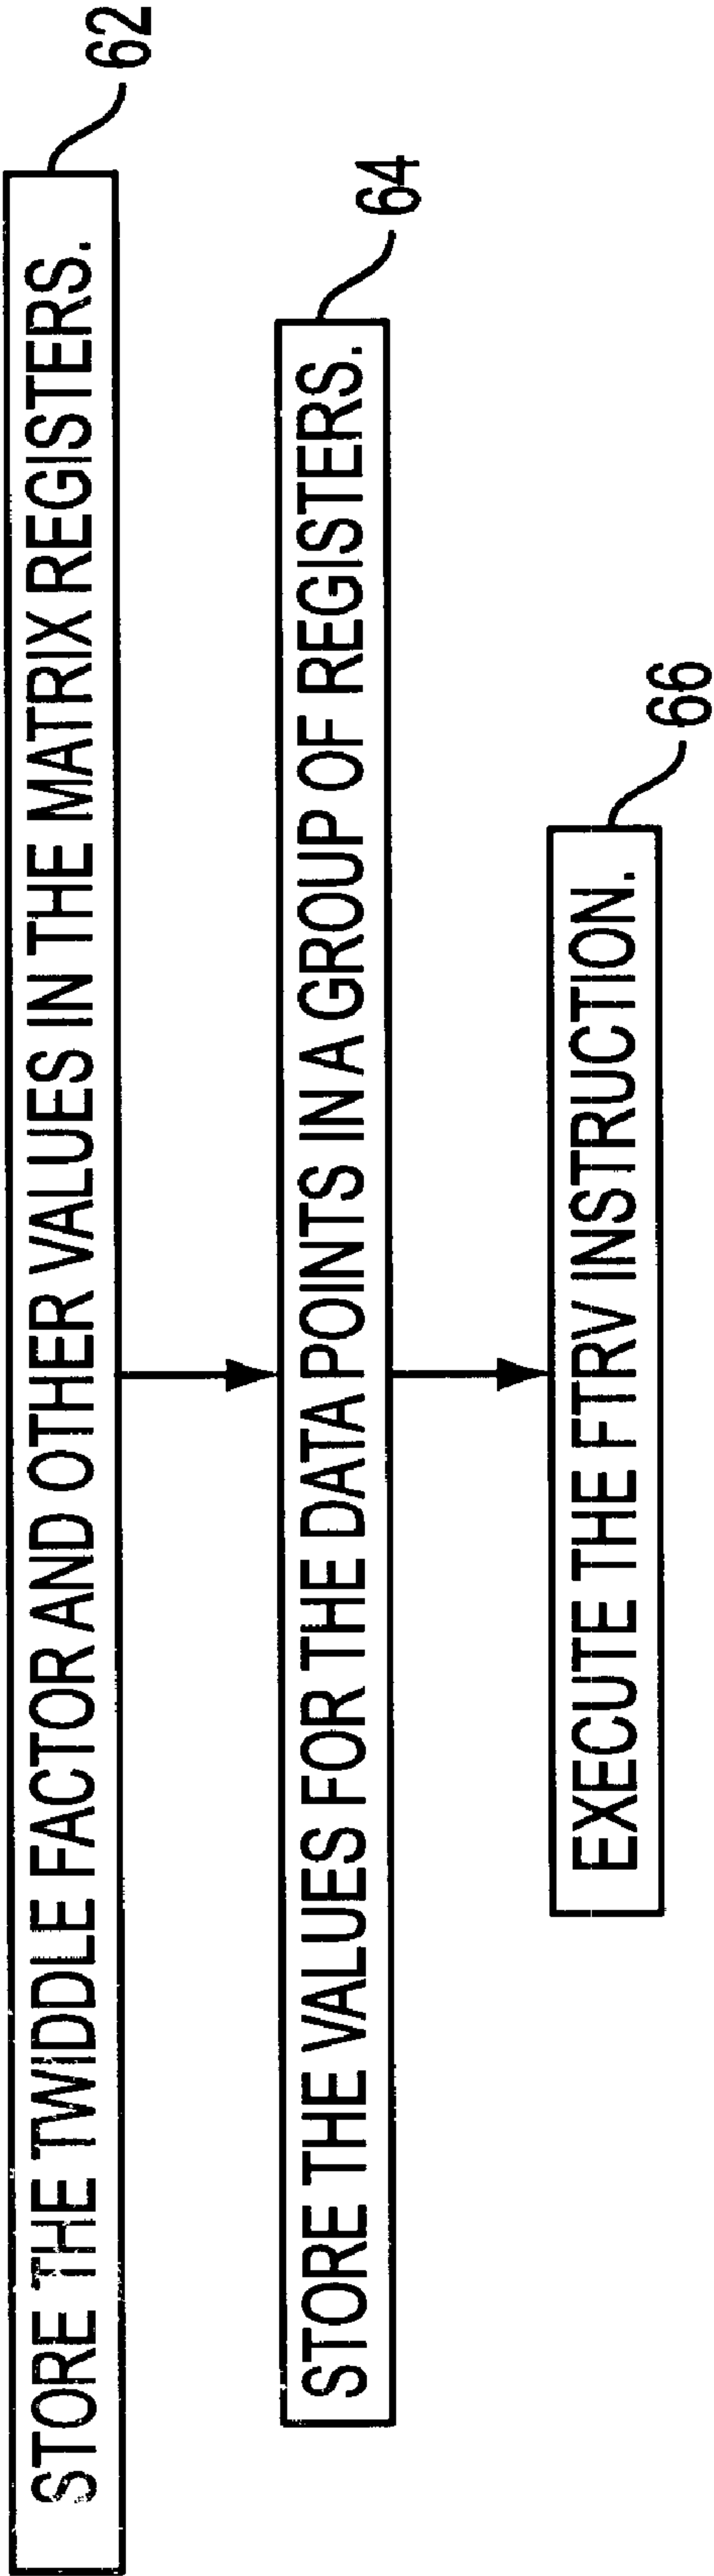 STORE THE TWIDDLE FACTOR AND OTHER VALUES IN THE MATRIX REGISTERS.
62
STORE THE VALUES FOR THE DATA POINTS IN A GROUP OF REGISTERS.
64
EXECUTE THE FTRV INSTRUCTION.
66